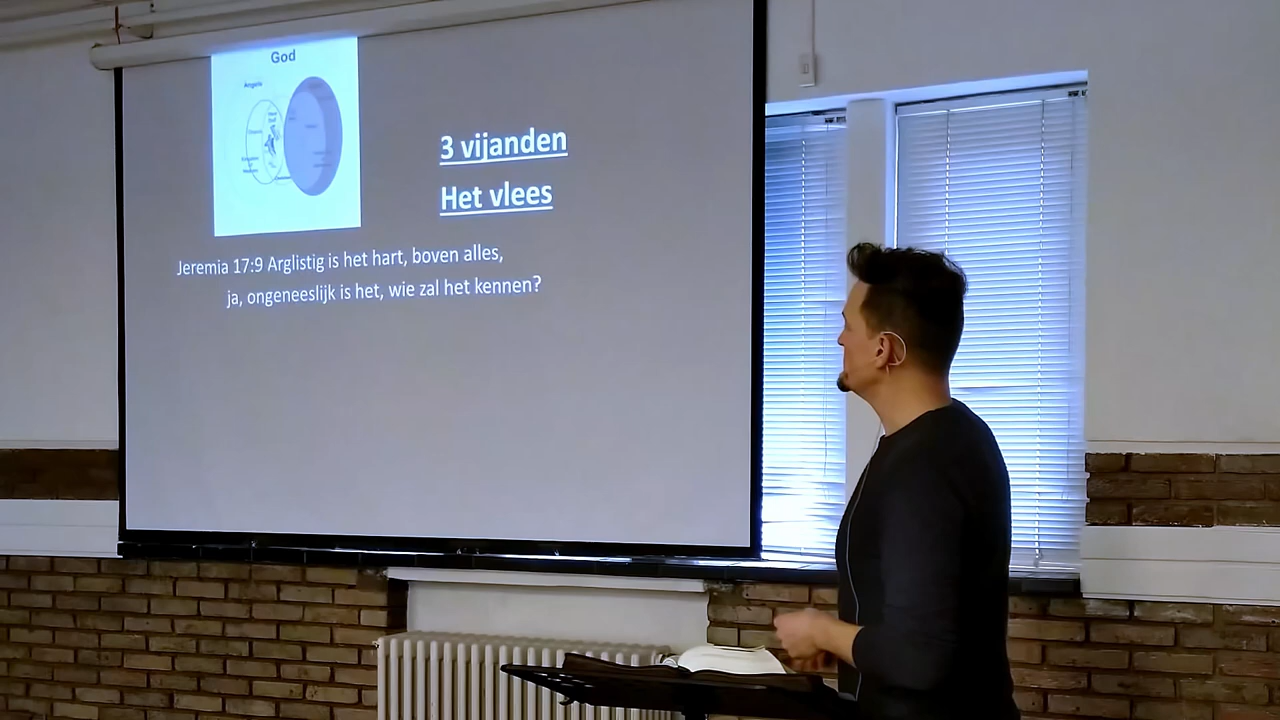 God
Angels
3 vijanden
Het vlees
Jeremia 17:9 Arglistig is het hart, boven alles,
ja, ongeneeslijk is het, wie zal het kennen?